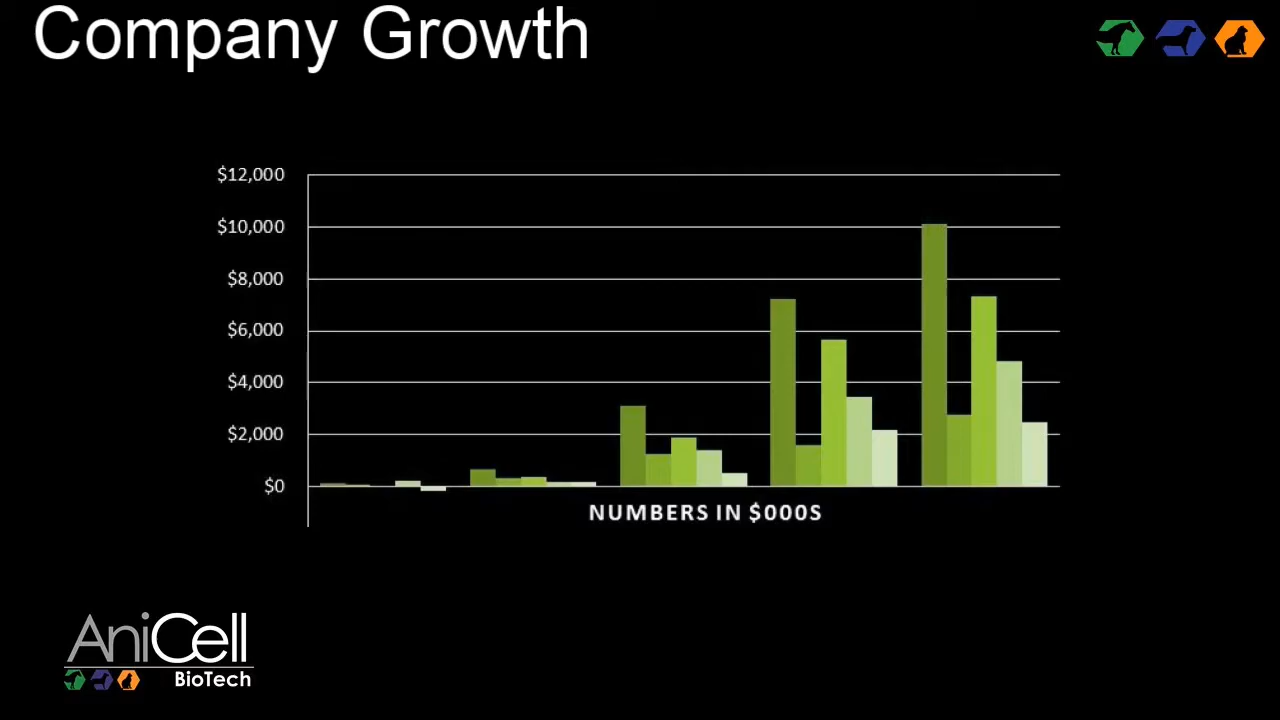 Company Growth
$12,000
$10,000
$8,000
$6,000
$4,000
$2,000
$0
NUMBERS IN $000S
AniCell
BioTech